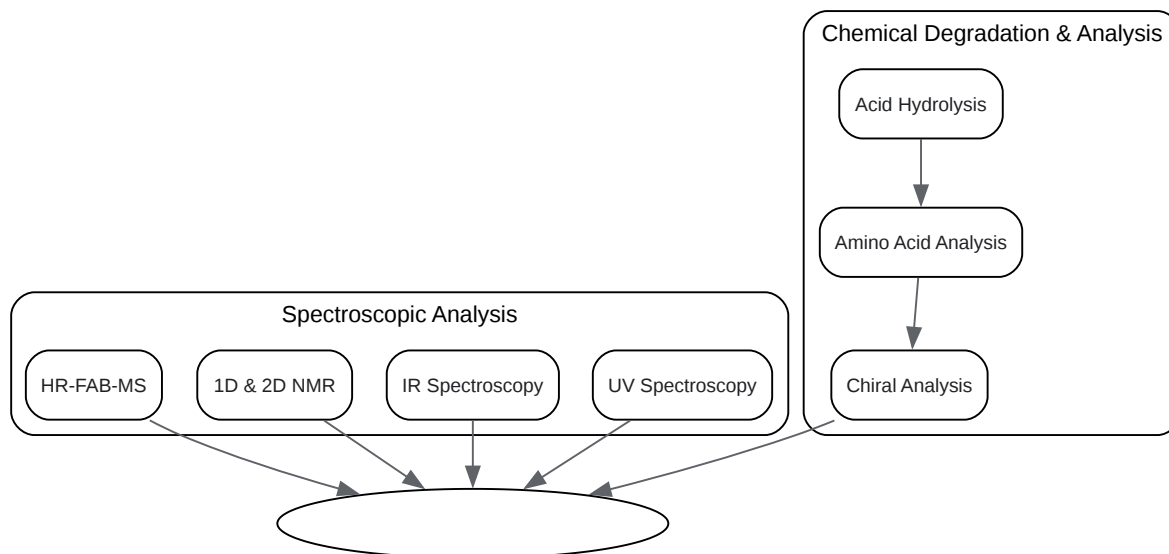 Chemical Degradation & Analysis
Acid Hydrolysis
Amino Acid Analysis
Spectroscopic Analysis
HR-FAB-MS
1D & 2D NMR
IR Spectroscopy
UV Spectroscopy
Chiral Analysis